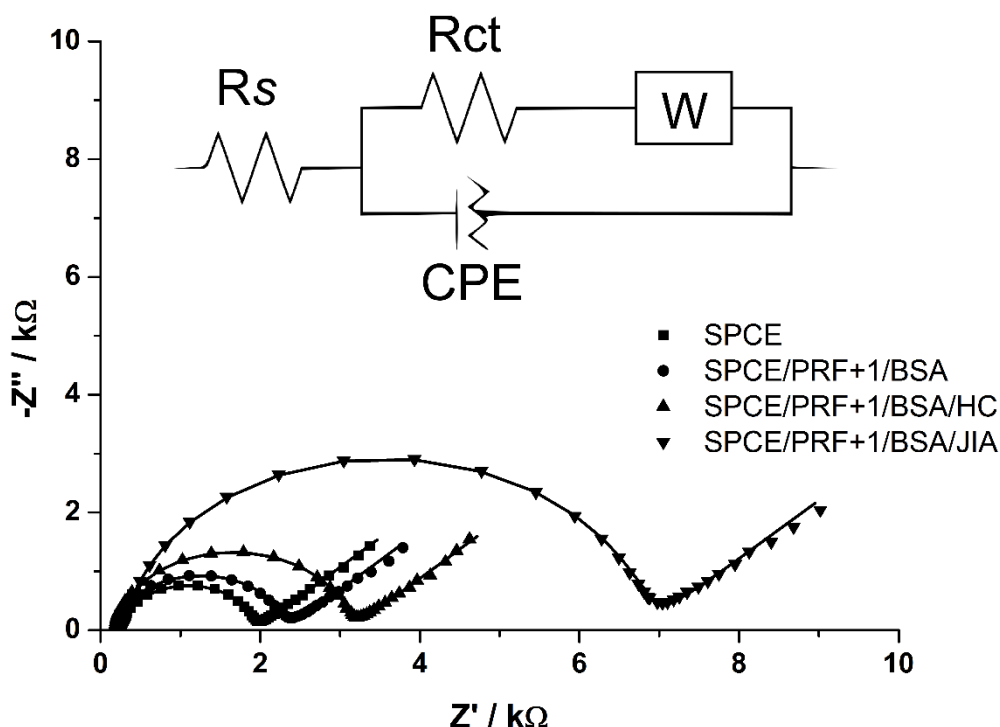 10
8
6
4
2
0
-Z'' / kΩ
Rs
Rct
W
CPE
SPCE
SPCE/PRF+1/BSA
SPCE/PRF+1/BSA/HC
SPCE/PRF+1/BSA/JIA
0 2 4 6 8 10
Z' / kΩ